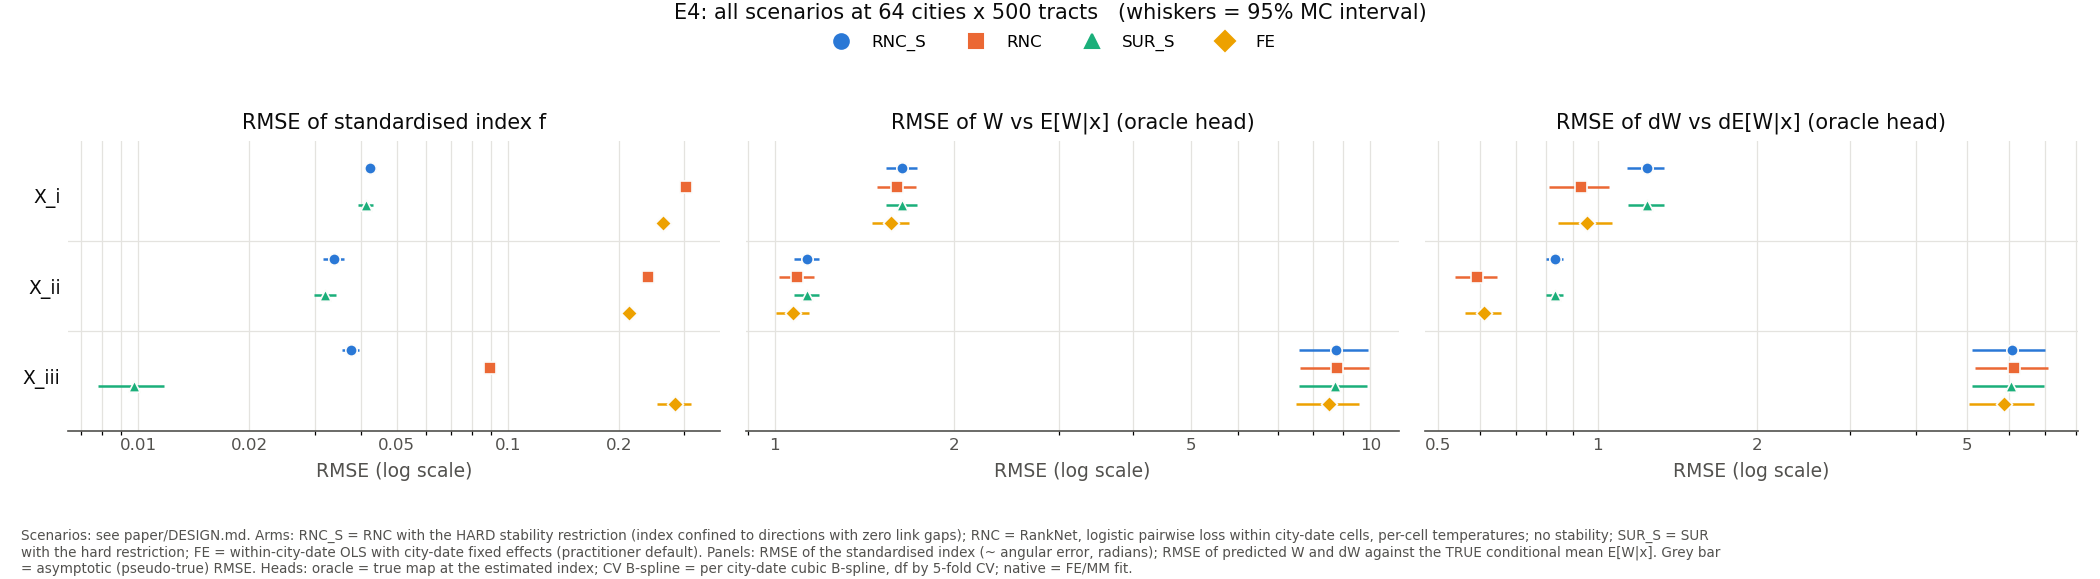 E4: all scenarios at 64 cities x 500 tracts   (whiskers = 95% MC interval)
RNC_S   RNC   SUR_S   FE
RMSE of standardised index f
RMSE of W vs E[W|x] (oracle head)
RMSE of dW vs dE[W|x] (oracle head)
X_i
X_ii
X_iii
0.01 0.02 0.05 0.1 0.2
1 2 5 10
0.5 1 2 5
RMSE (log scale)
RMSE (log scale)
RMSE (log scale)
Scenarios: see paper/DESIGN.md. Arms: RNC_S = RNC with the HARD stability restriction (index confined to directions with zero link gaps); RNC = RankNet, logistic pairwise loss within city-date cells, per-cell temperatures; no stability; SUR_S = SUR
with the hard restriction; FE = within-city-date OLS with city-date fixed effects (practitioner default). Panels: RMSE of the standardised index (~ angular error, radians); RMSE of predicted W and dW against the TRUE conditional mean E[W|x]. Grey bar
= asymptotic (pseudo-true) RMSE. Heads: oracle = true map at the estimated index; CV B-spline = per city-date cubic B-spline, df by 5-fold CV; native = FE/MM fit.